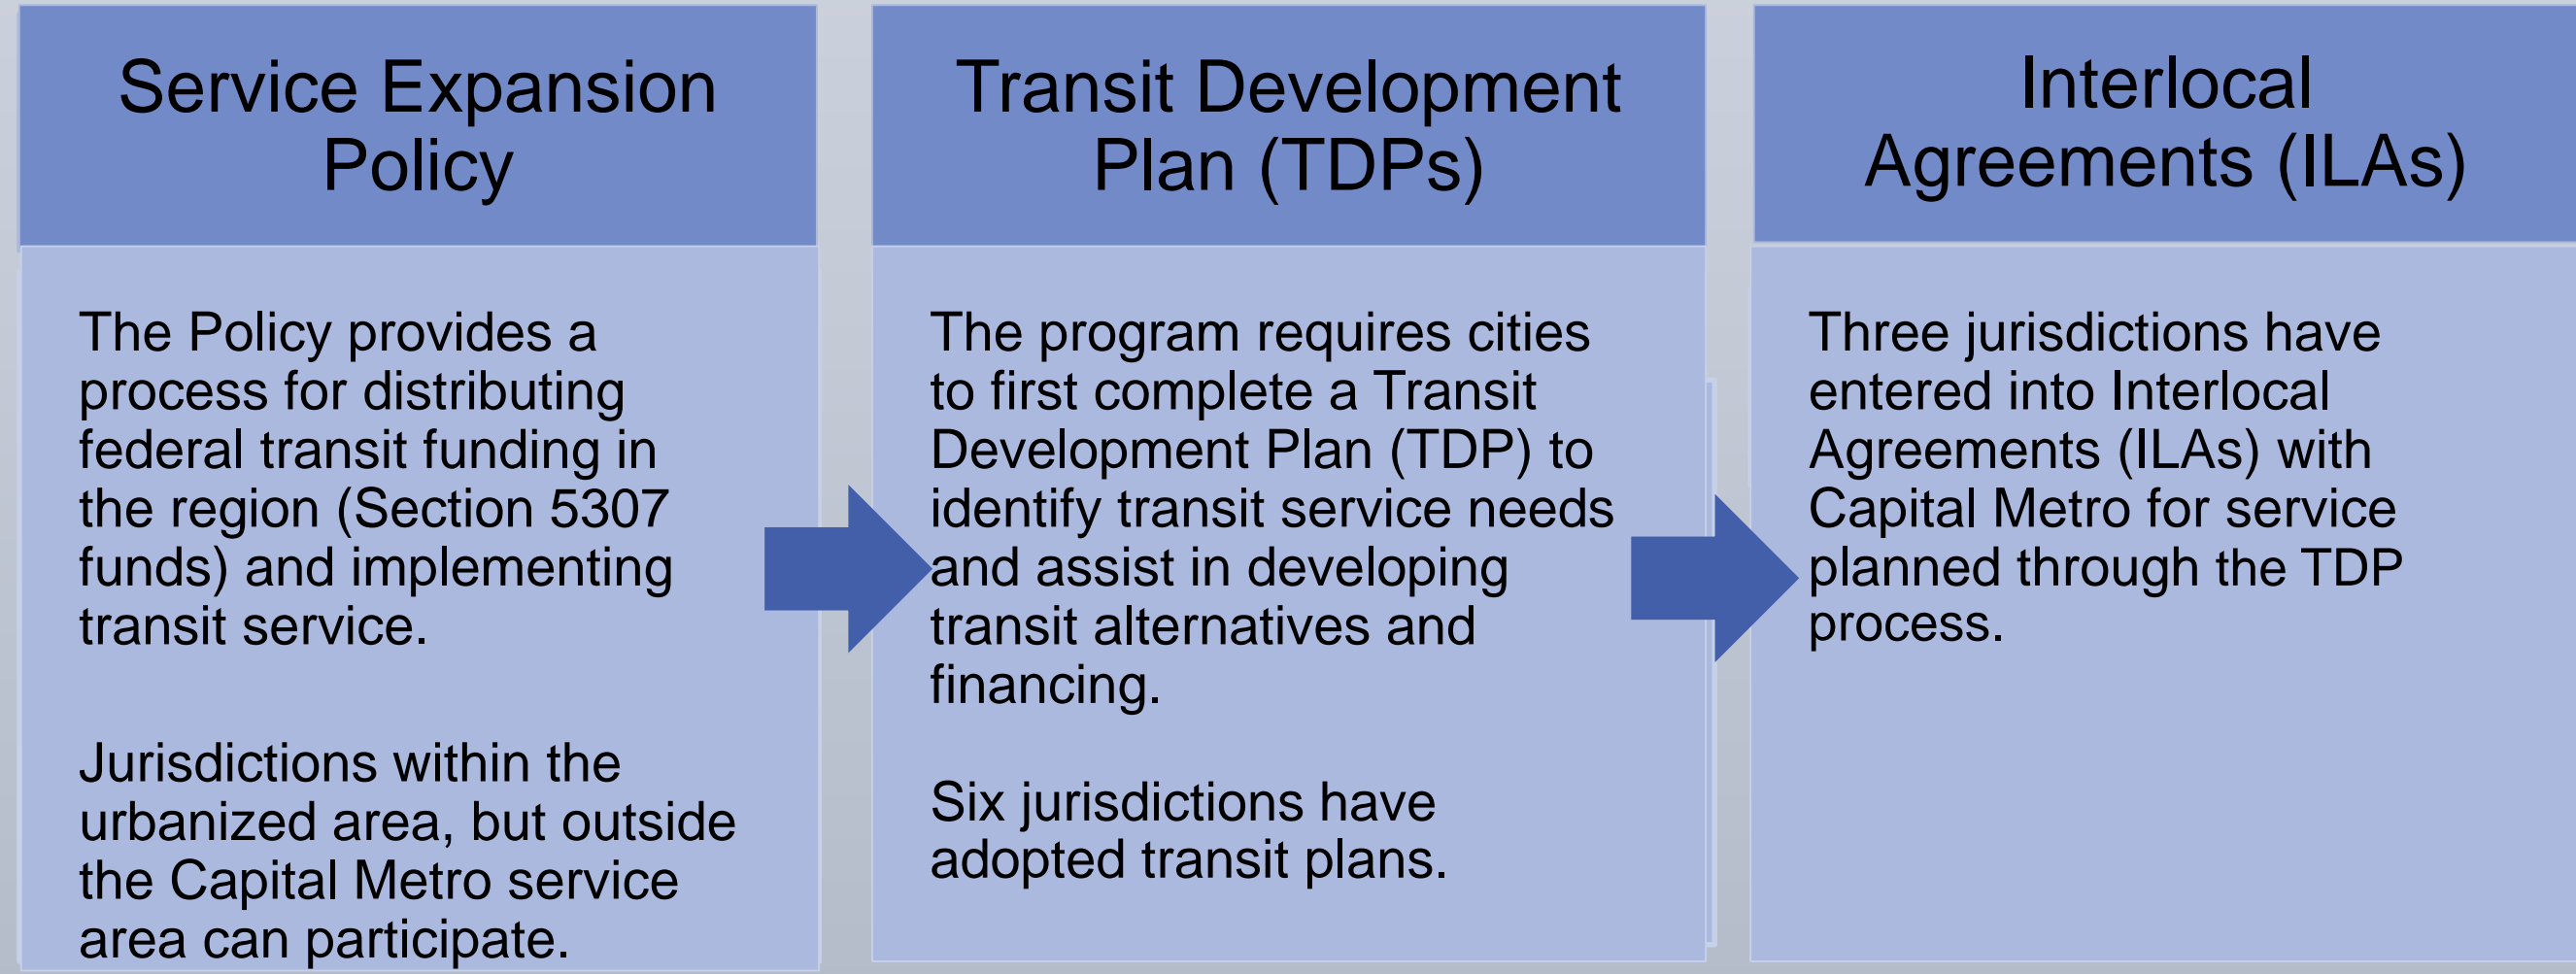 Service Expansion
Policy
The Policy provides a
process for distributing
federal transit funding in
the region (Section 5307
funds) and implementing
transit service.
Jurisdictions within the
urbanized area, but outside
the Capital Metro service
area can participate.
Transit Development
Plan (TDPs)
The program requires cities
to first complete a Transit
Development Plan (TDP) to
identify transit service needs
and assist in developing
transit alternatives and
financing.
Six jurisdictions have
adopted transit plans.
Interlocal
Agreements (ILAs)
Three jurisdictions have
entered into Interlocal
Agreements (ILAs) with
Capital Metro for service
planned through the TDP
process.